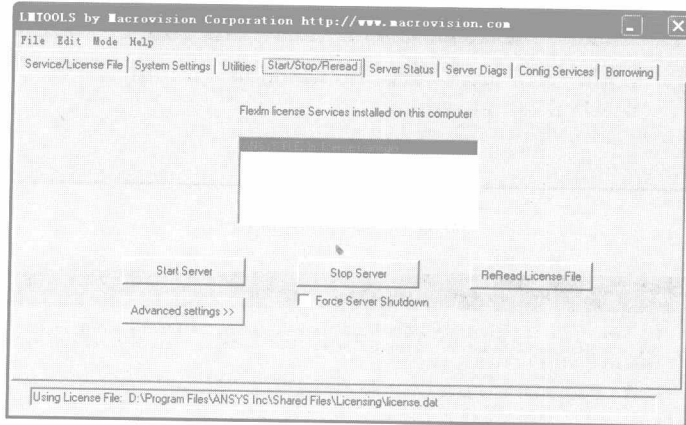 LMTOOLS by Macrovision Corporation http://www.macrovision.com
File Edit Mode Help
Service/License File System Settings Utilities Start/Stop/Reread Server Status Server Diags Config Services Borrowing
Flexlm license Services installed on this computer
Start Server Stop Server ReRead License File
Advanced settings >> Force Server Shutdown
Using License File: D:\Program Files\ANSYS Inc\Shared Files\Licensing\license.dat